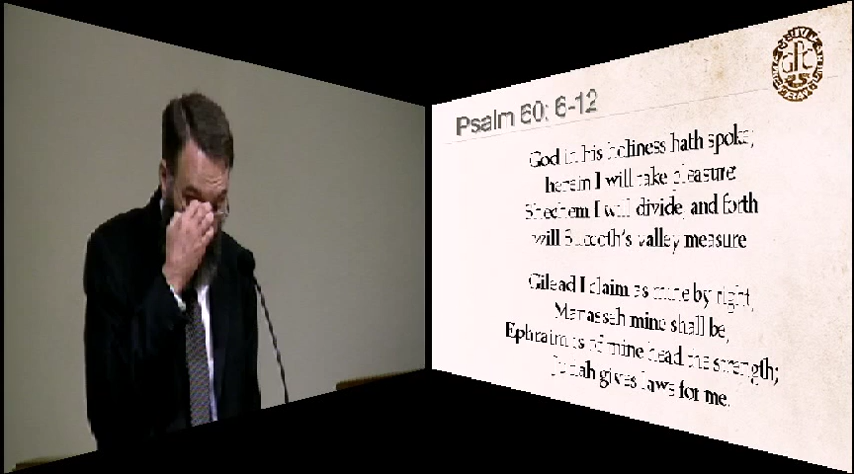 Psalm 60: 6-12
God in his holiness hath spoke;
herein I will take pleasure:
Shechem I will divide, and forth
will Succoth's valley measure
Gilead I claim as mine by right,
Manasseh mine shall be,
Ephraim is of mine head the strength;
Judah gives laws for me.
GPC